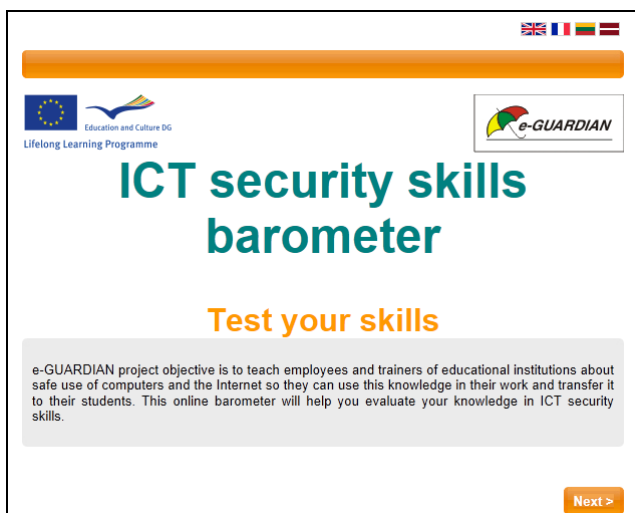 Education and Culture DG
Lifelong Learning Programme
e-GUARDIAN
ICT security skills
barometer
Test your skills
e-GUARDIAN project objective is to teach employees and trainers of educational institutions about
safe use of computers and the Internet so they can use this knowledge in their work and transfer it
to their students. This online barometer will help you evaluate your knowledge in ICT security
skills.
Next >